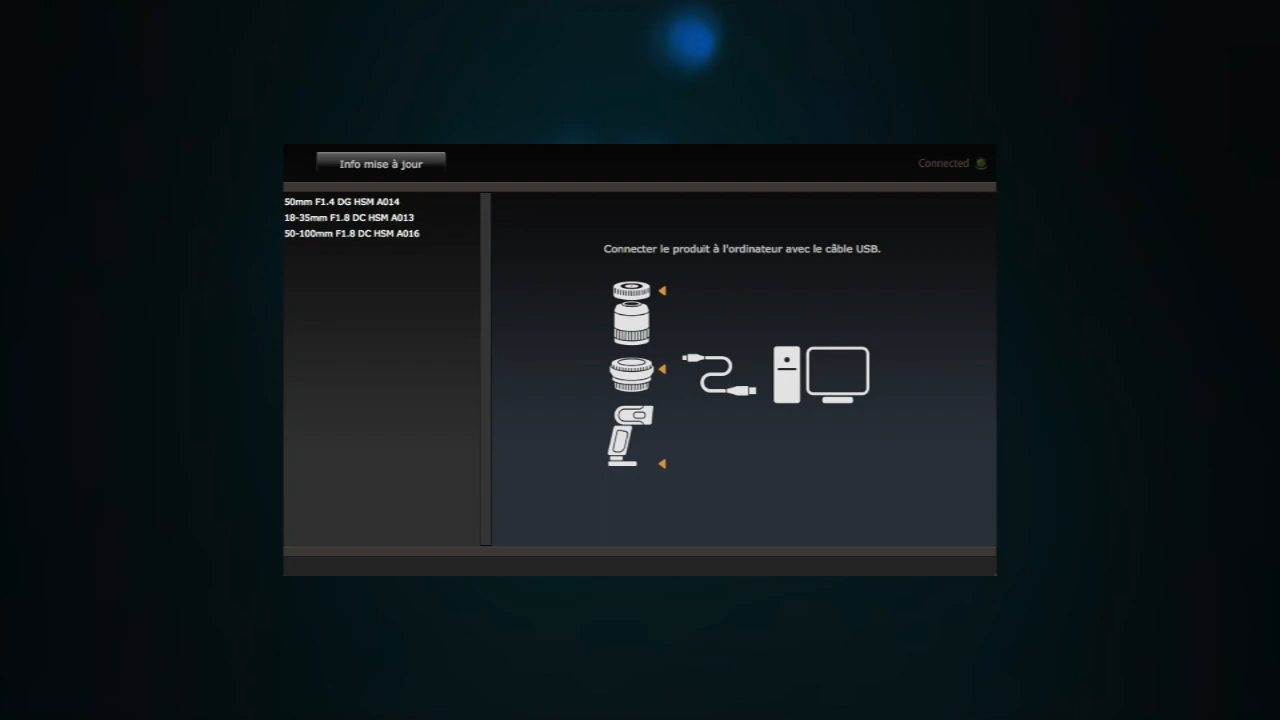 Info mise à jour
Connected
50mm F1.4 DG HSM A014
18-35mm F1.8 DC HSM A013
50-100mm F1.8 DC HSM A016
Connecter le produit à l'ordinateur avec le câble USB.